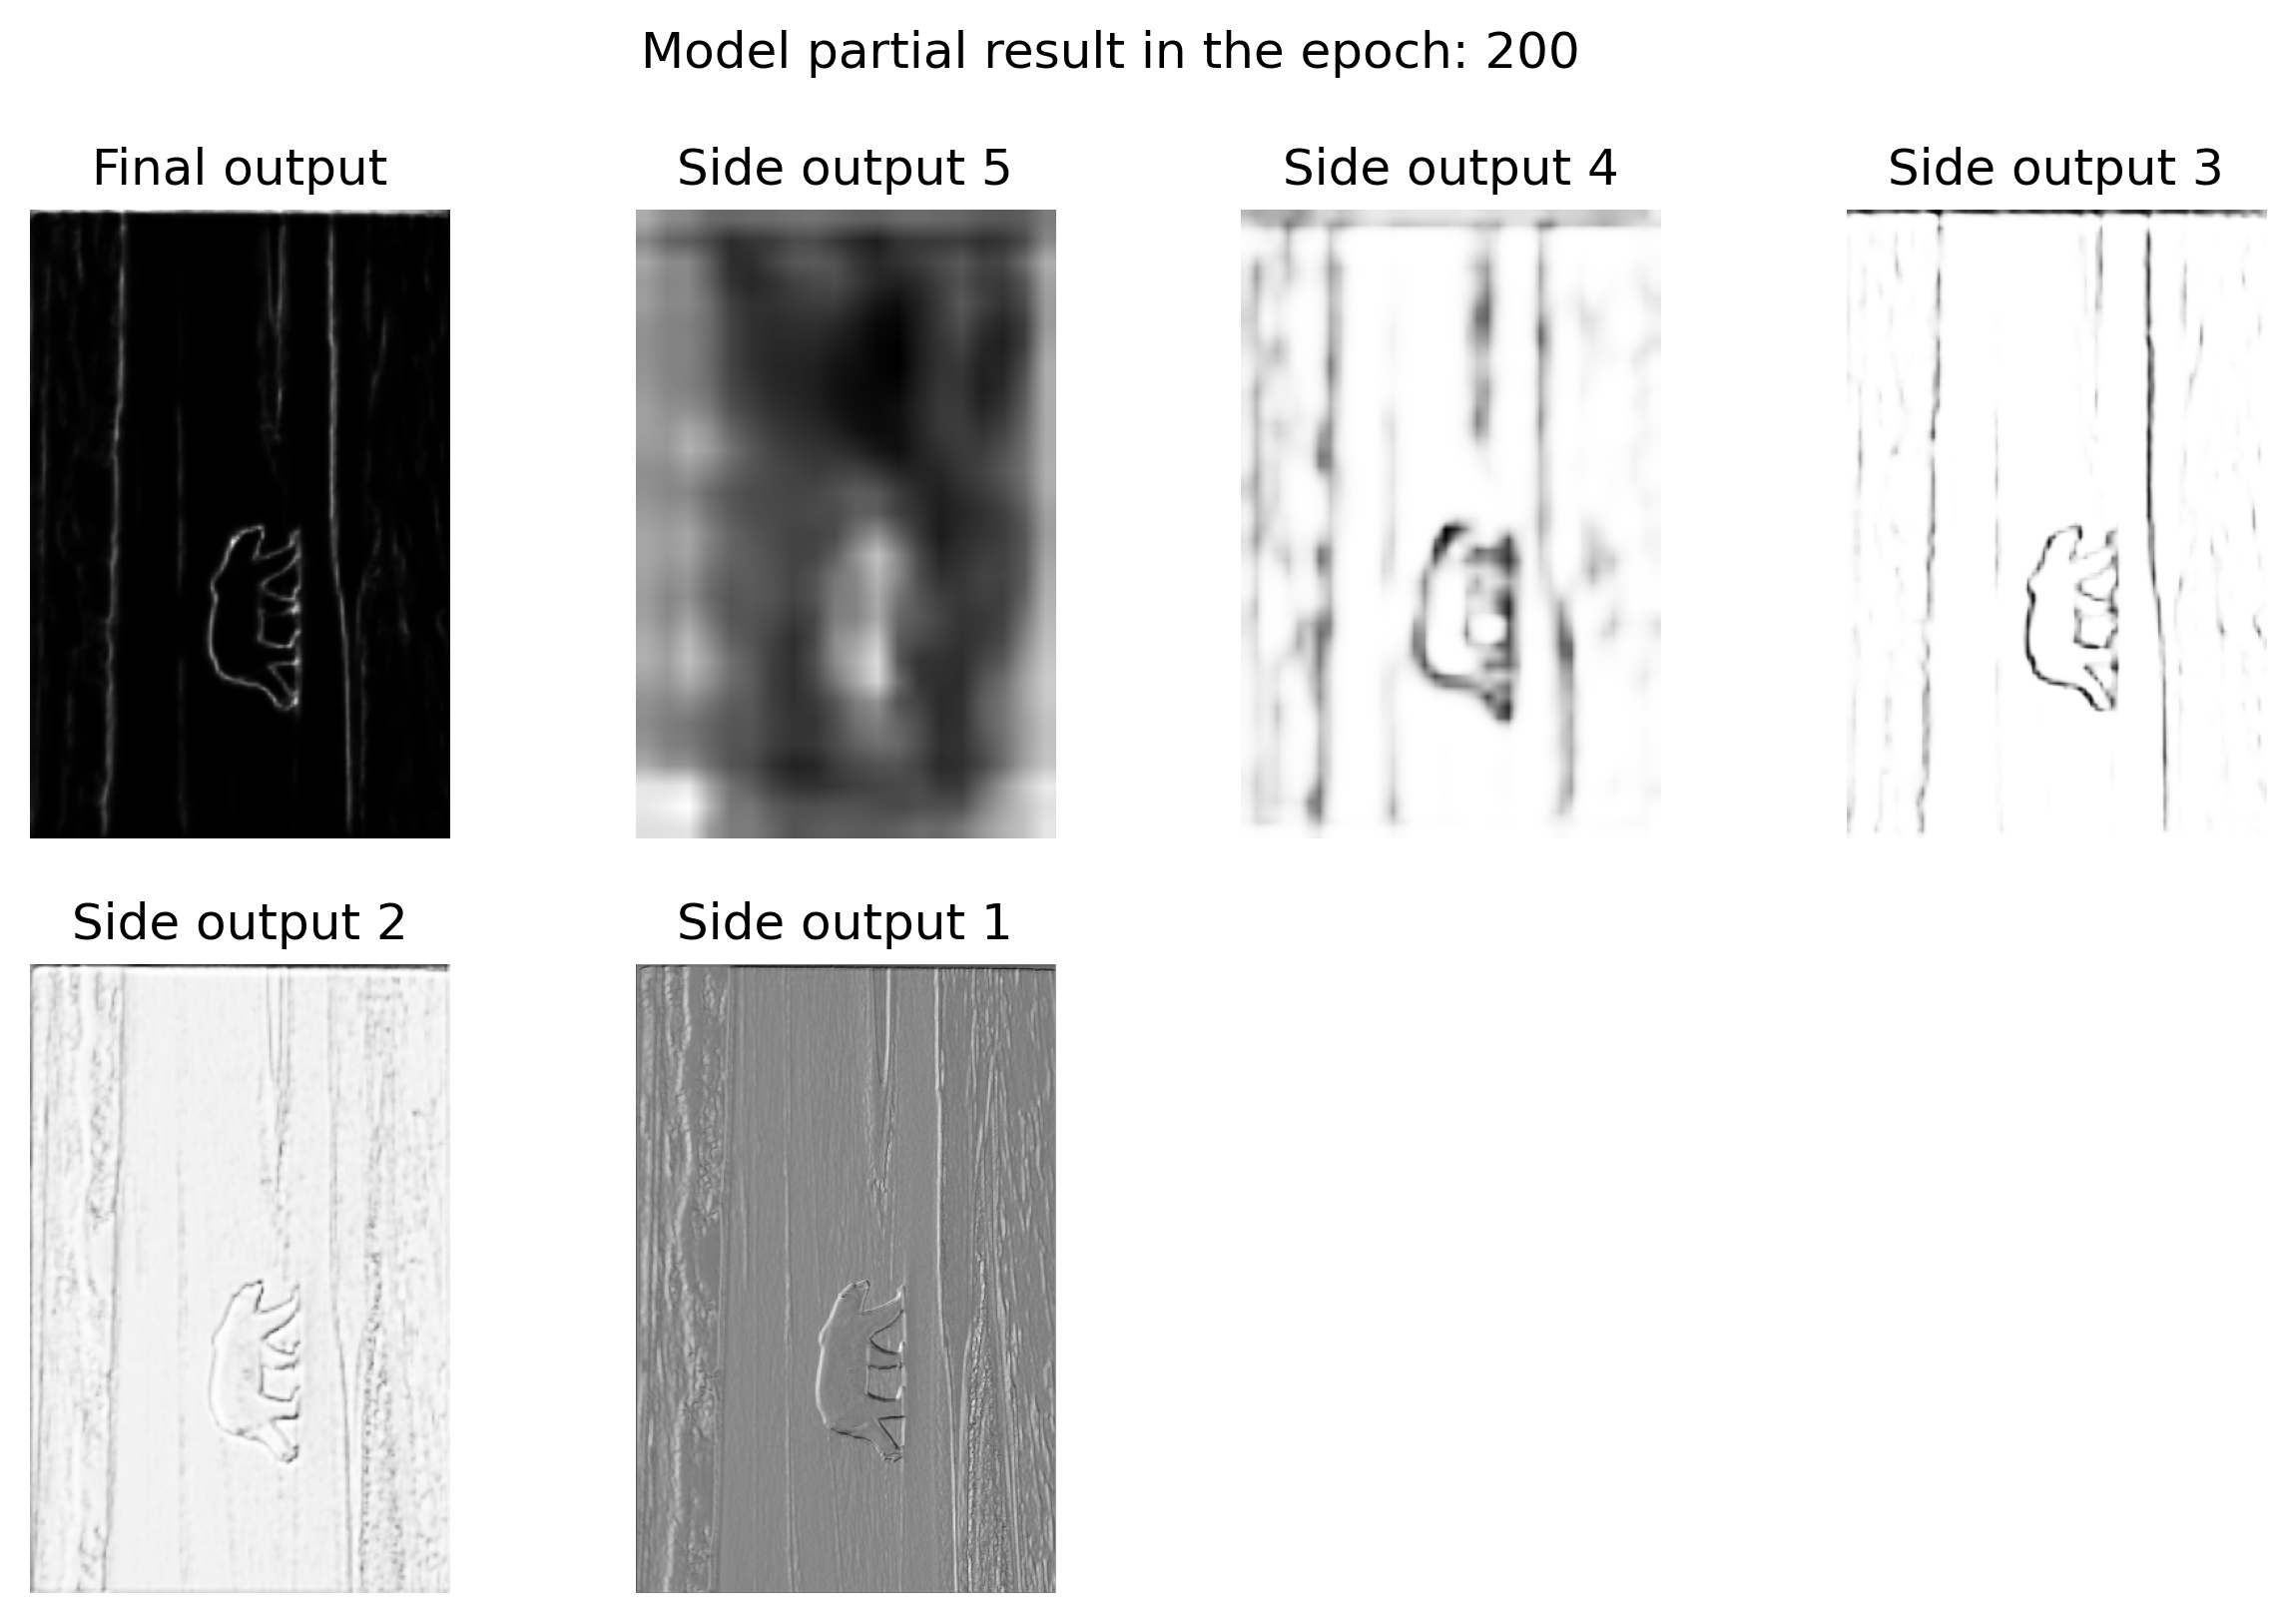 Model partial result in the epoch: 200
Final output
Side output 5
Side output 4
Side output 3
Side output 2
Side output 1